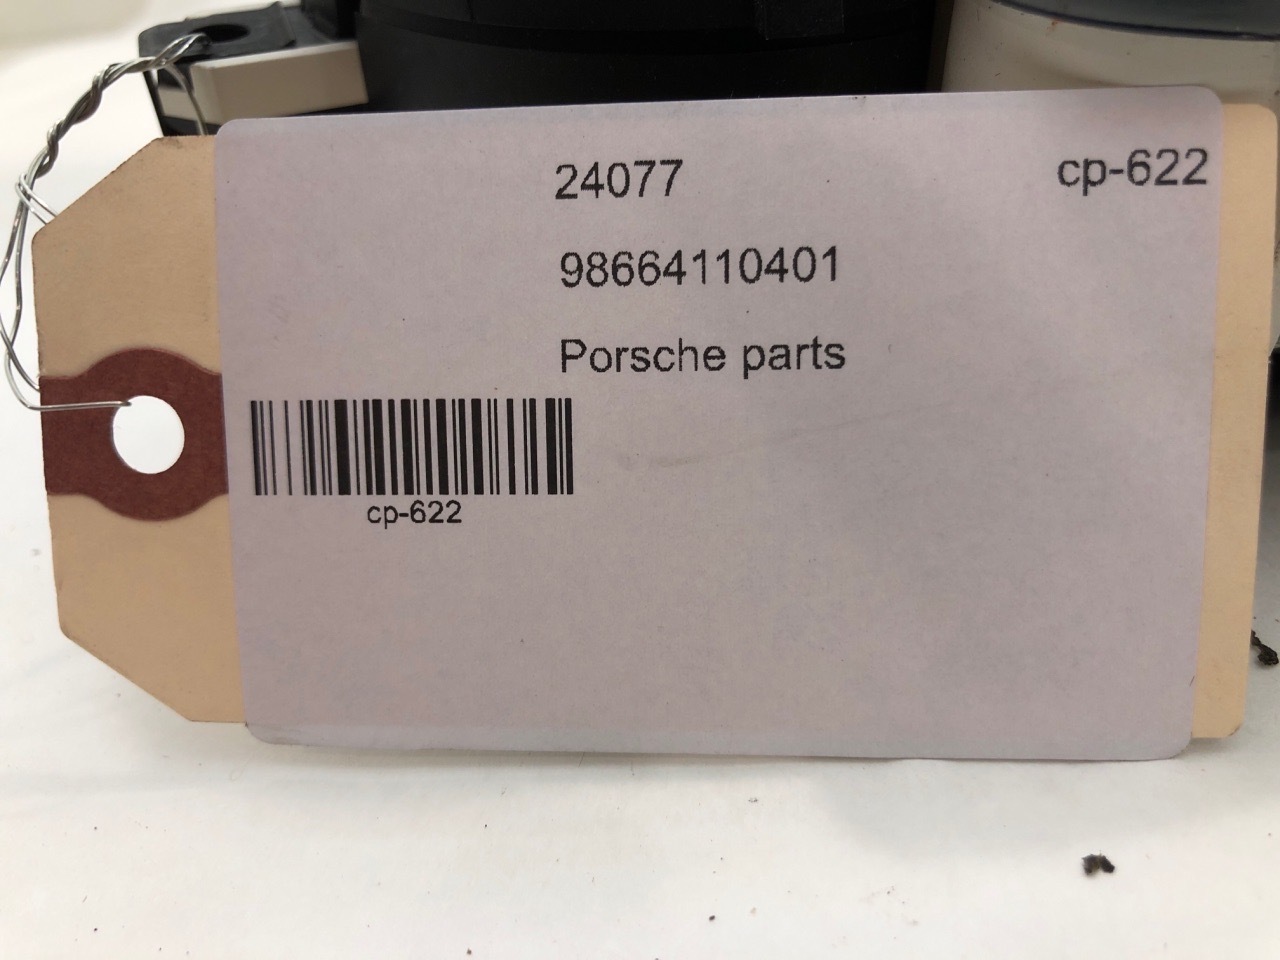 24077
cp-622
98664110401
Porsche parts
cp-622